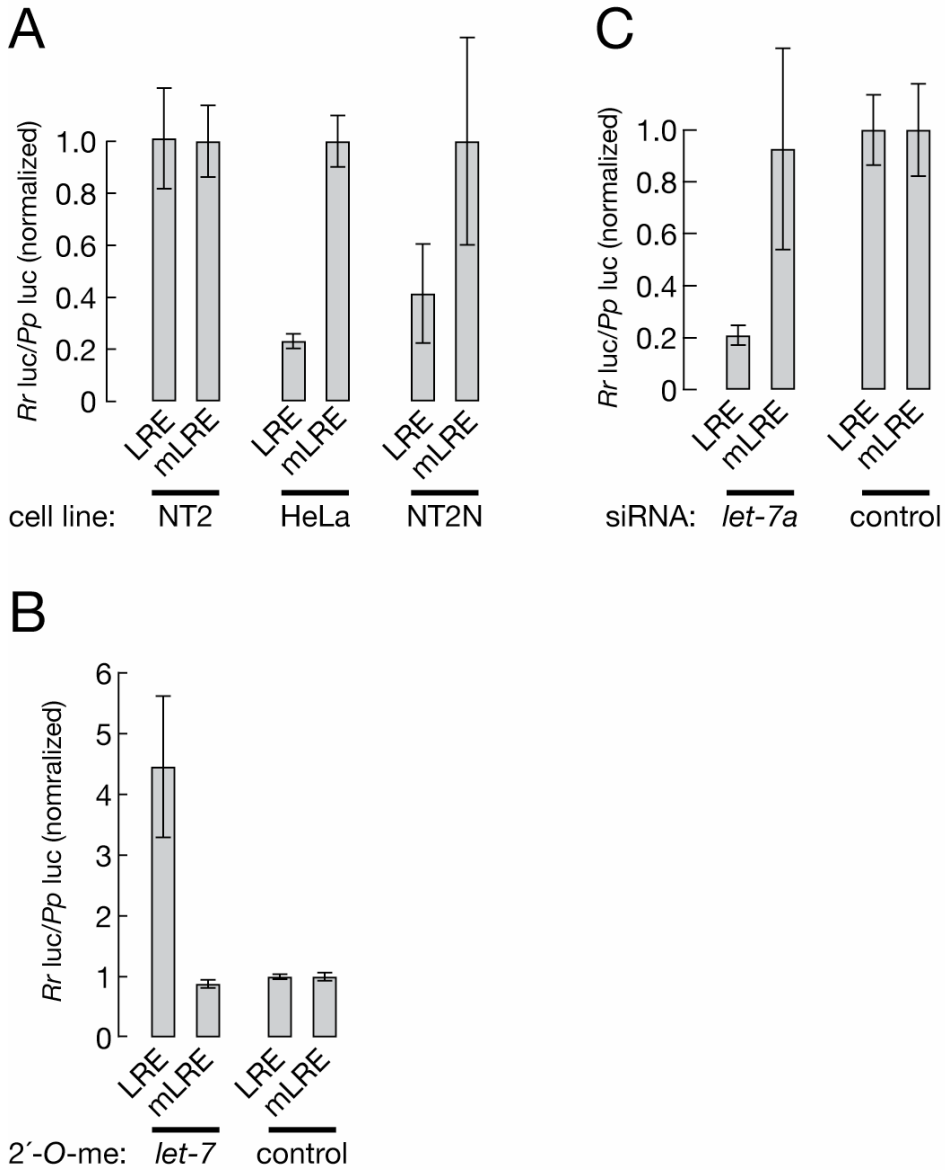 A
Rr luc/Pp luc (normalized)
1.0
0.8
0.6
0.4
0.2
0
LRE
mLRE
LRE
mLRE
LRE
mLRE
cell line: NT2 HeLa NT2N
C
Rr luc/Pp luc (normalized)
1.0
0.8
0.6
0.4
0.2
0
LRE
mLRE
LRE
mLRE
siRNA: let-7a control
B
Rr luc/Pp luc (nomralized)
6
5
4
3
2
1
0
LRE
mLRE
LRE
mLRE
2´-O-me: let-7 control